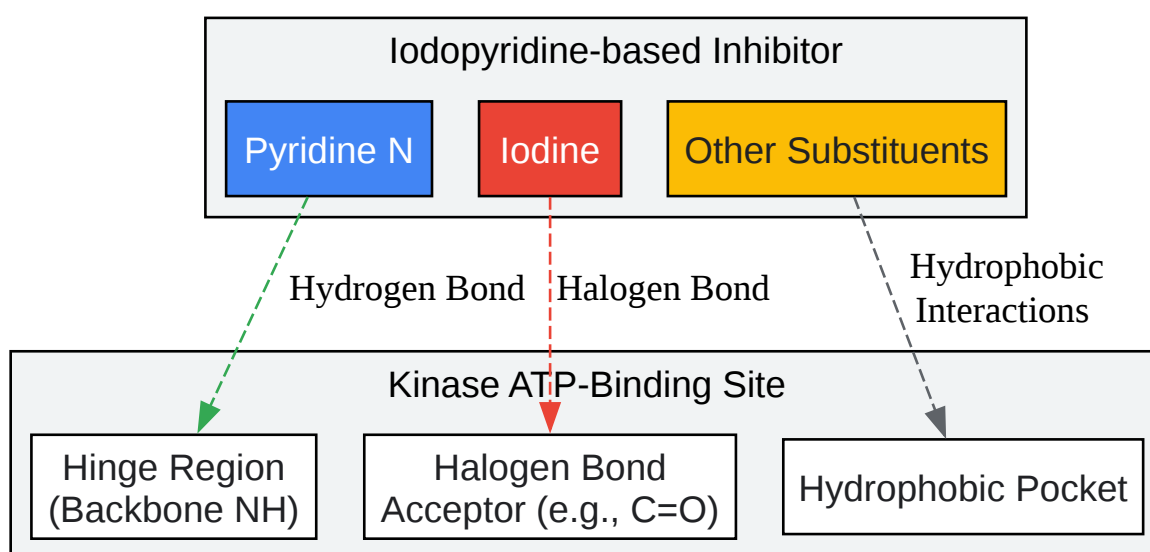 Iodopyridine-based Inhibitor
Pyridine N
Iodine
Other Substituents
Hydrogen Bond
Halogen Bond
Hydrophobic
Interactions
Kinase ATP-Binding Site
Hinge Region
(Backbone NH)
Halogen Bond
Acceptor (e.g., C=O)
Hydrophobic Pocket